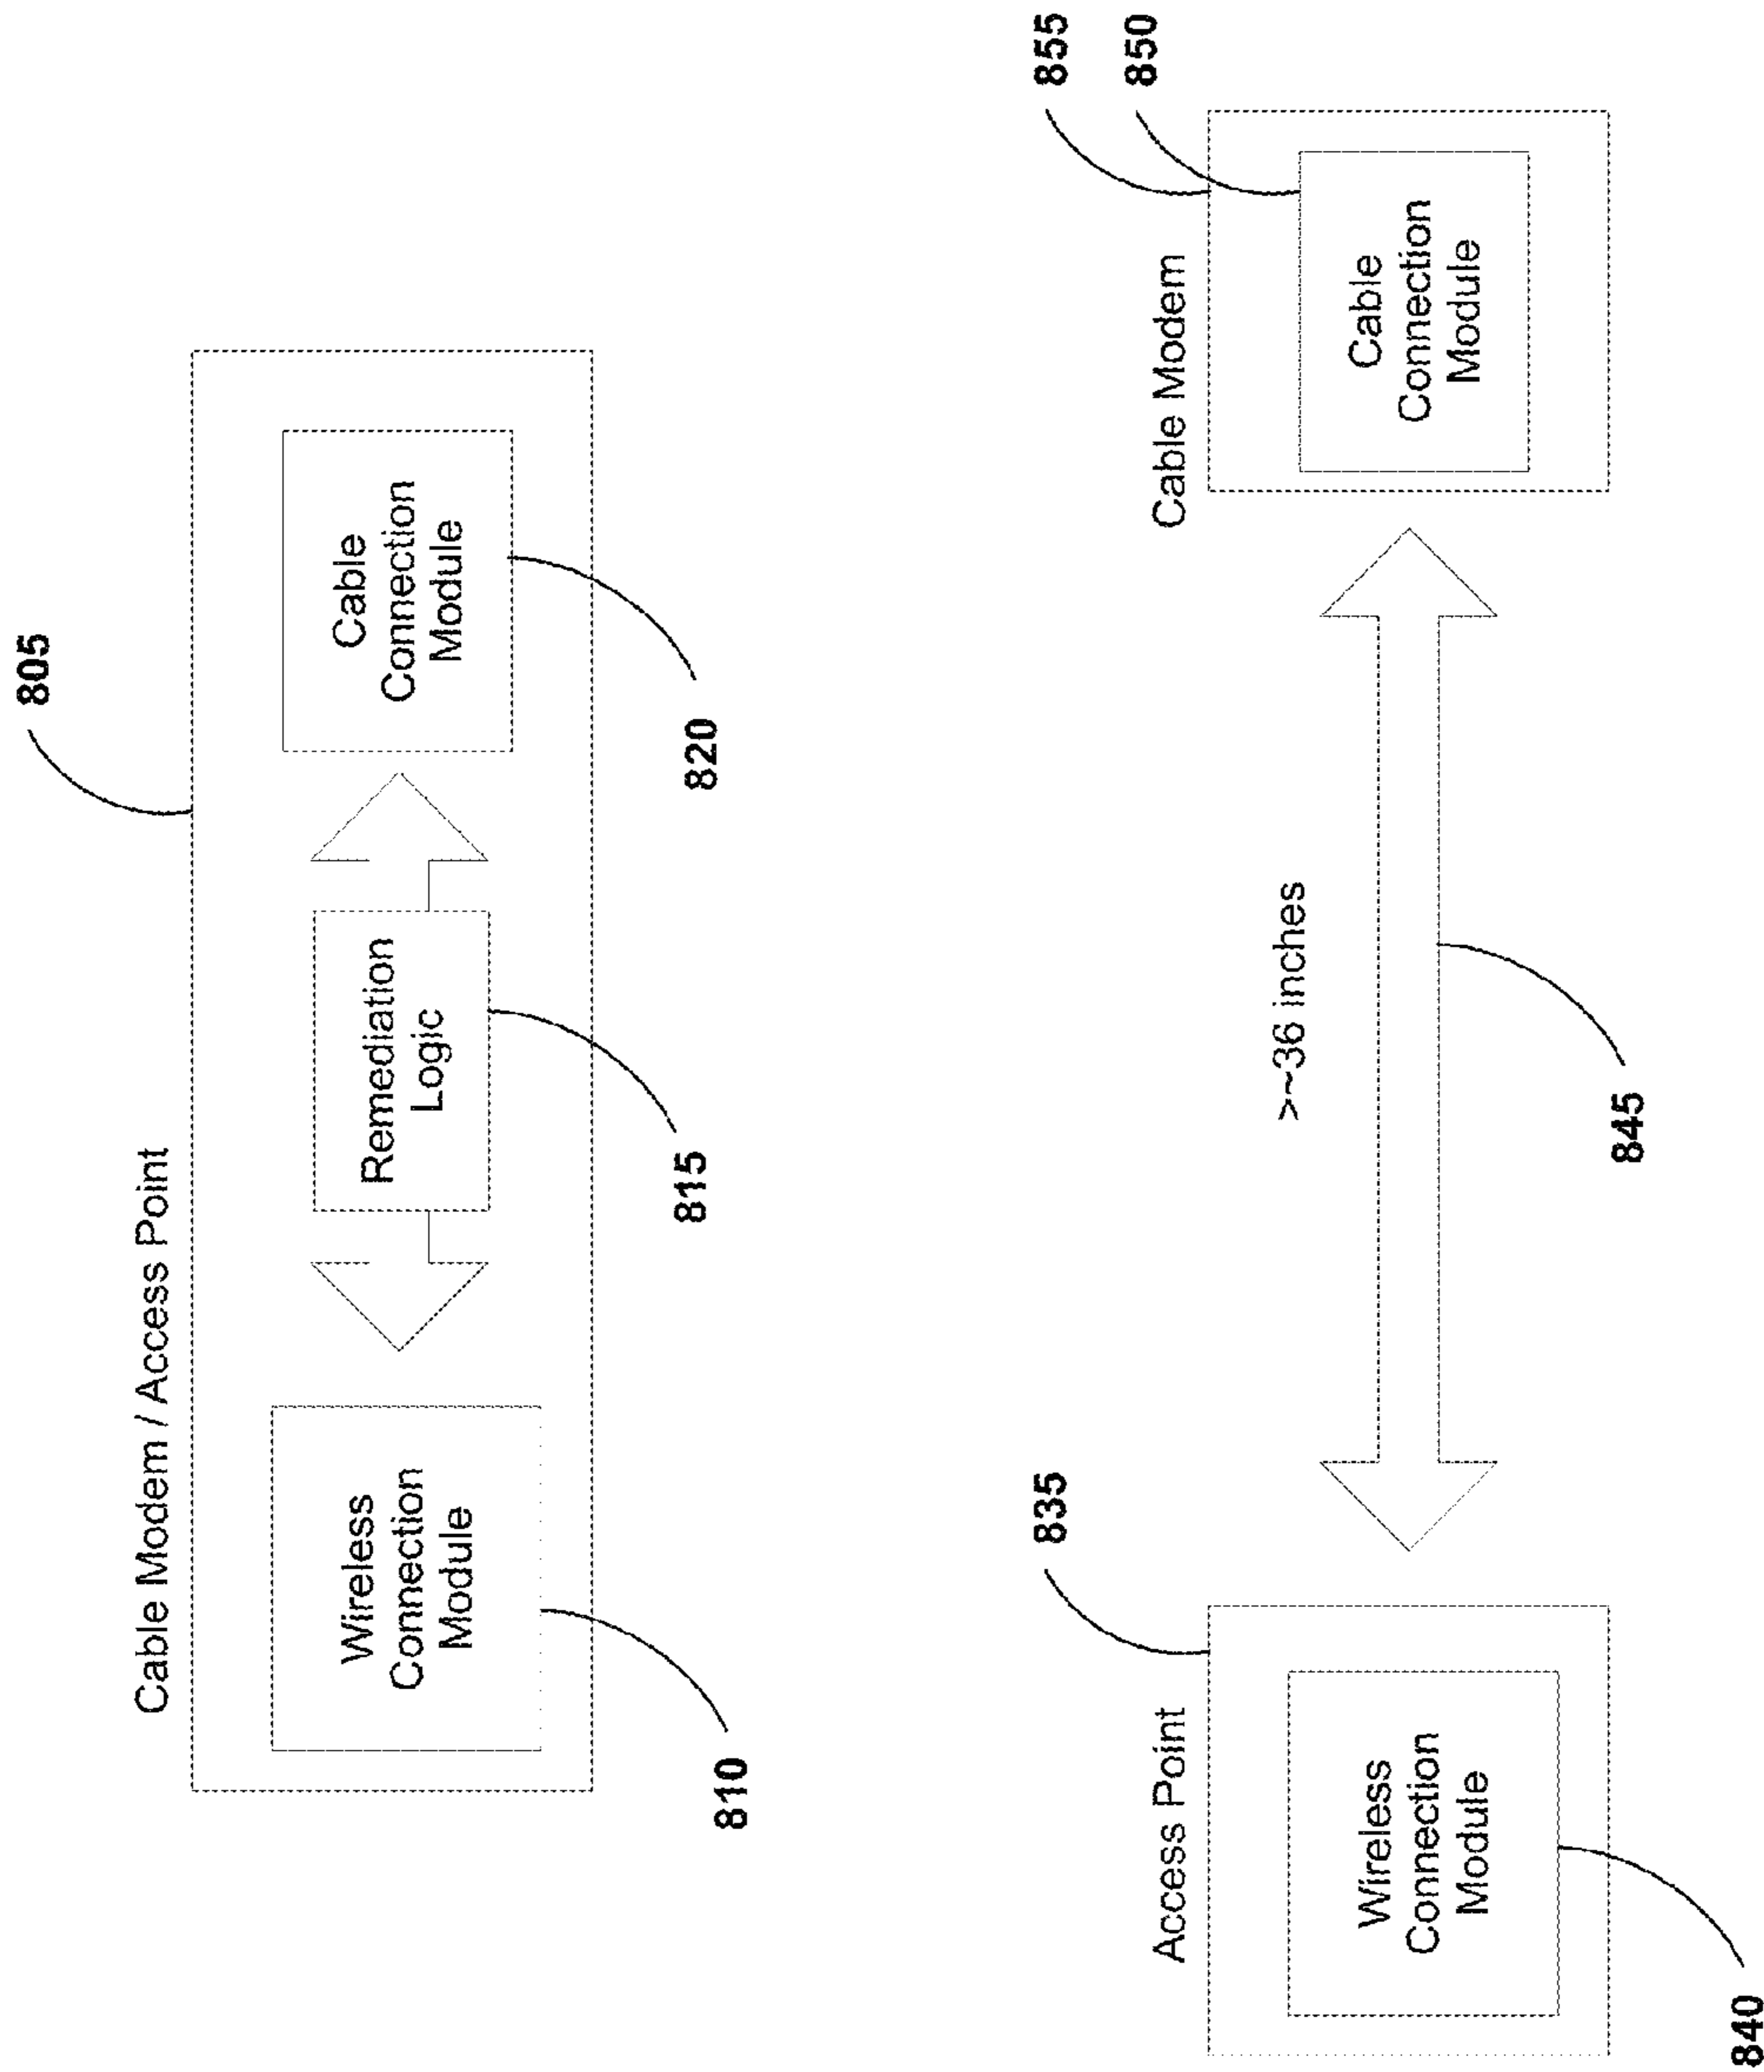 805
Cable Modem / Access Point
Wireless
Connection
Module
Remediation
Logic
Cable
Connection
Module
810
815
820
835
855
850
Access Point
Cable Modem
>~36 inches
Wireless
Connection
Module
Cable
Connection
Module
840
845